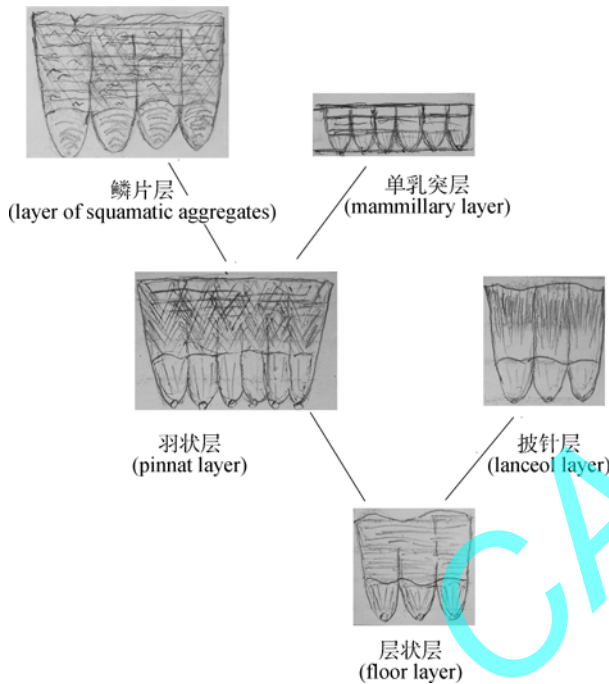 鳞片层
(layer of squamatic aggregates)
单乳突层
(mammillary layer)
羽状层
(pinnat layer)
披针层
(lanceol layer)
层状层
(floor layer)
CA